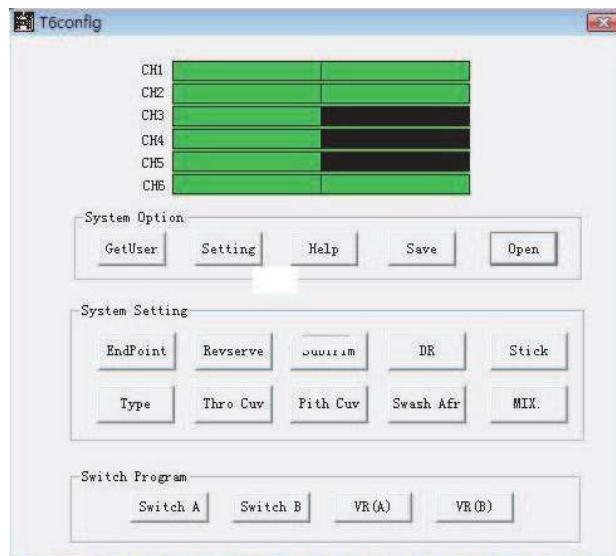 T6config
CH1
CH2
CH3
CH4
CH5
CH6
System Option
GetUser Setting Help Save Open
System Setting
EndPoint Revserve DR Stick
Type Thro Cuv Pith Cuv Swash Afr MIX.
Switch Program
Switch A Switch B VR(A) VR(B)